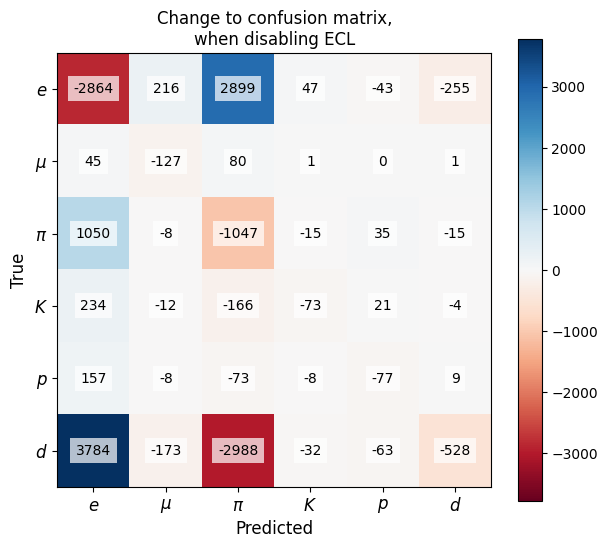 Change to confusion matrix,
when disabling ECL
True
e -2864 216 2899 47 -43 -255
μ 45 -127 80 1 0 1
π 1050 -8 -1047 -15 35 -15
K 234 -12 -166 -73 21 -4
p 157 -8 -73 -8 -77 9
d 3784 -173 -2988 -32 -63 -528
e μ π K p d
Predicted
3000
2000
1000
0
−1000
−2000
−3000